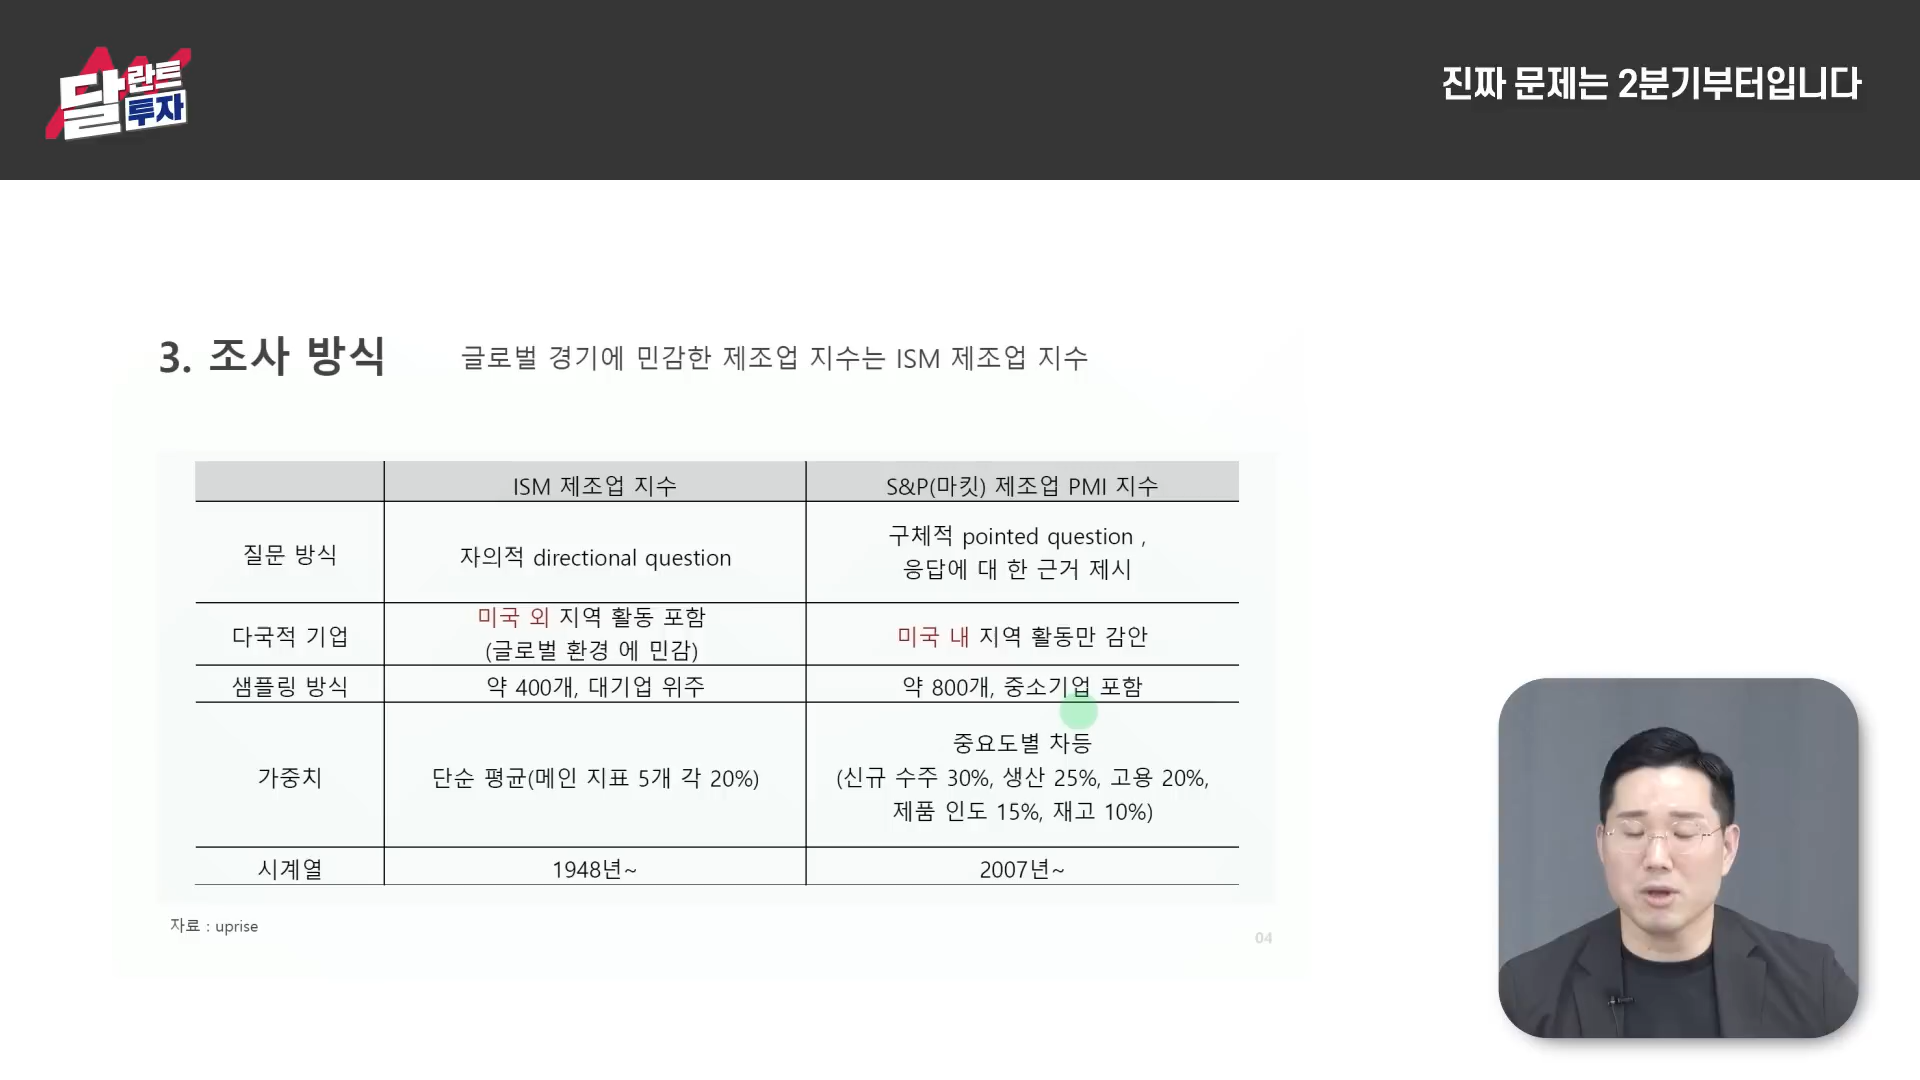 달란트
투자
진짜 문제는 2분기부터입니다
3. 조사 방식
글로벌 경기에 민감한 제조업 지수는 ISM 제조업 지수
ISM 제조업 지수
S&P(마킷) 제조업 PMI 지수
질문 방식
자의적 directional question
구체적 pointed question ,
응답에 대 한 근거 제시
다국적 기업
미국 외 지역 활동 포함
(글로벌 환경 에 민감)
미국 내 지역 활동만 감안
샘플링 방식
약 400개, 대기업 위주
약 800개, 중소기업 포함
가중치
단순 평균(메인 지표 5개 각 20%)
중요도별 차등
(신규 수주 30%, 생산 25%, 고용 20%,
제품 인도 15%, 재고 10%)
시계열
1948년~
2007년~
자료 : uprise
04